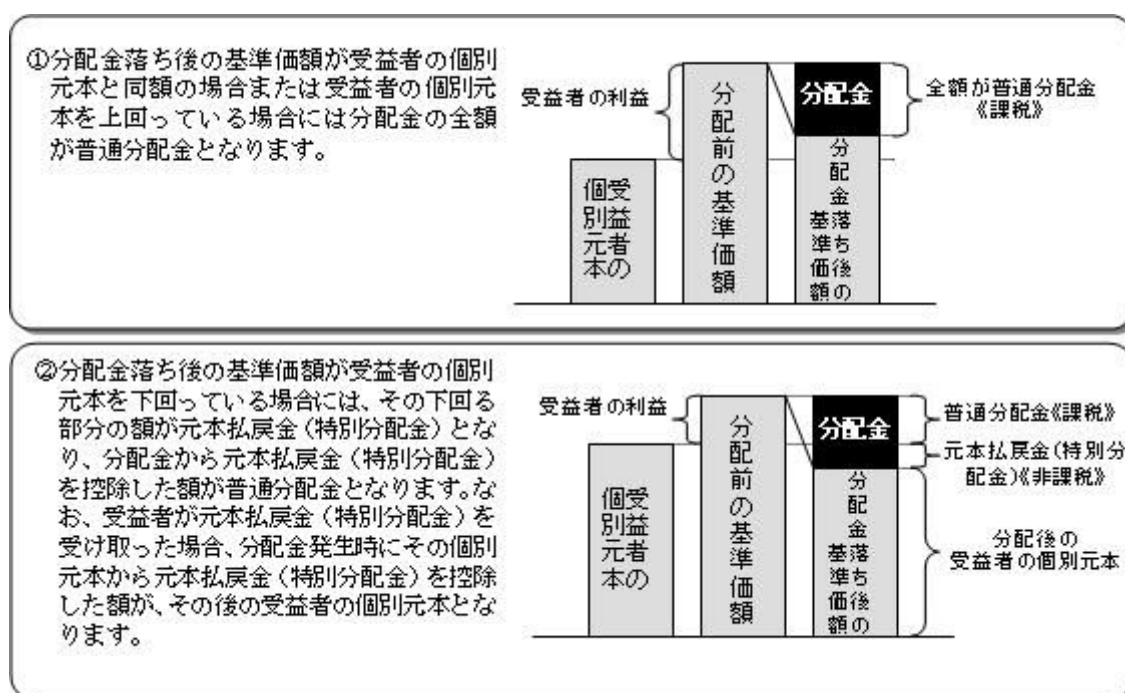 ①分配金落ち後の基準価額が受益者の個別
元本と同額の場合または受益者の個別元
本を上回っている場合には分配金の全額
が普通分配金となります。
受益者の利益
受益者の
個別元本
分配前の基準価額
分配金
分配金落ち後の
基準価額
全額が普通分配金
《課税》
②分配金落ち後の基準価額が受益者の個別
元本を下回っている場合には、その下回る
部分の額が元本払戻金(特別分配金)とな
り、分配金から元本払戻金(特別分配金)
を控除した額が普通分配金となります。な
お、受益者が元本払戻金(特別分配金)を
受け取った場合、分配金発生時にその個別
元本から元本払戻金(特別分配金)を控除
した額が、その後の受益者の個別元本とな
ります。
受益者の利益
受益者の
個別元本
分配前の基準価額
分配金
分配金落ち後の
基準価額
普通分配金《課税》
元本払戻金(特別分
配金)《非課税》
分配後の
受益者の個別元本